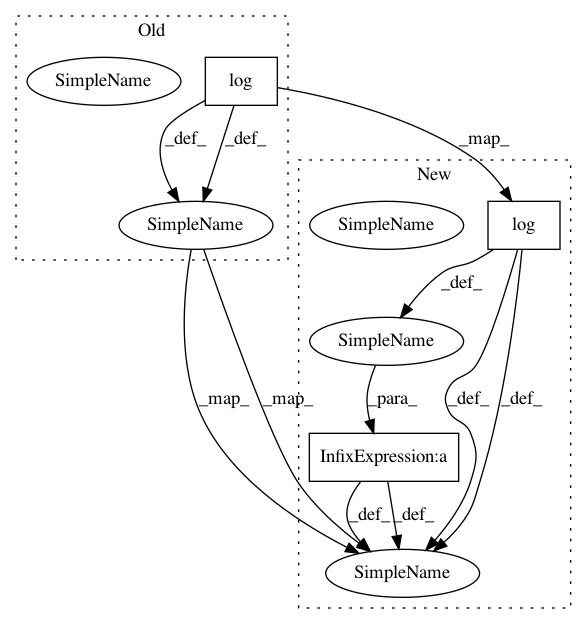 Old
SimpleName
log
_def_
_def_
_map_
New
SimpleName
SimpleName
log
_def_
SimpleName
_map_
_map_
_para_
_def_
_def_
InfixExpression:a
_def_
_def_
SimpleName